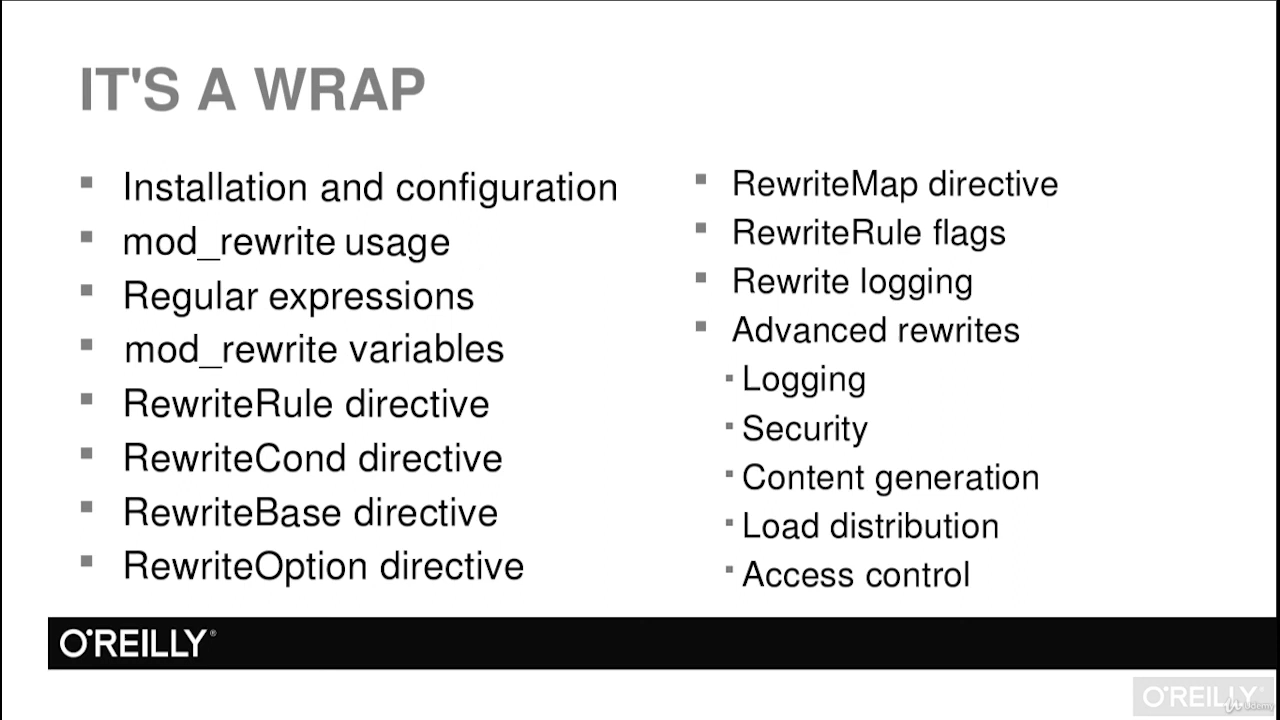 IT'S A WRAP
Installation and configuration
mod_rewrite usage
Regular expressions
mod_rewrite variables
RewriteRule directive
RewriteCond directive
RewriteBase directive
RewriteOption directive
RewriteMap directive
RewriteRule flags
Rewrite logging
Advanced rewrites
Logging
Security
Content generation
Load distribution
Access control
O'REILLY®
O'REILLY
Udemy